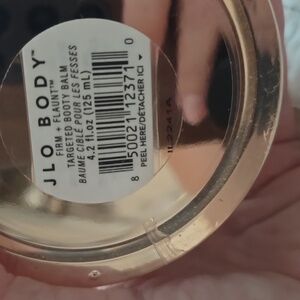 JLO BODY™
FIRM + FLAUNT™
TARGETED BOOTY BALM
BAUME CIBLÉ POUR LES FESSES
4.2 fl.oz (125 mL)
8 50021 12371 0
PEEL HERE/DÉTACHER ICI